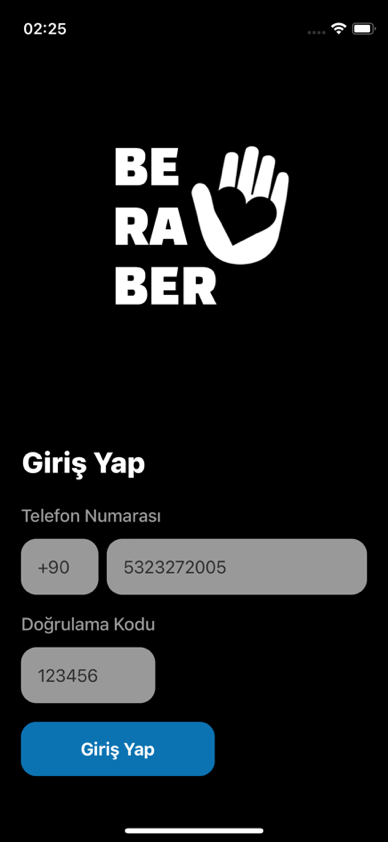 02:25
BE
RA
BER
Giriş Yap
Telefon Numarası
+90 5323272005
Doğrulama Kodu
123456
Giriş Yap